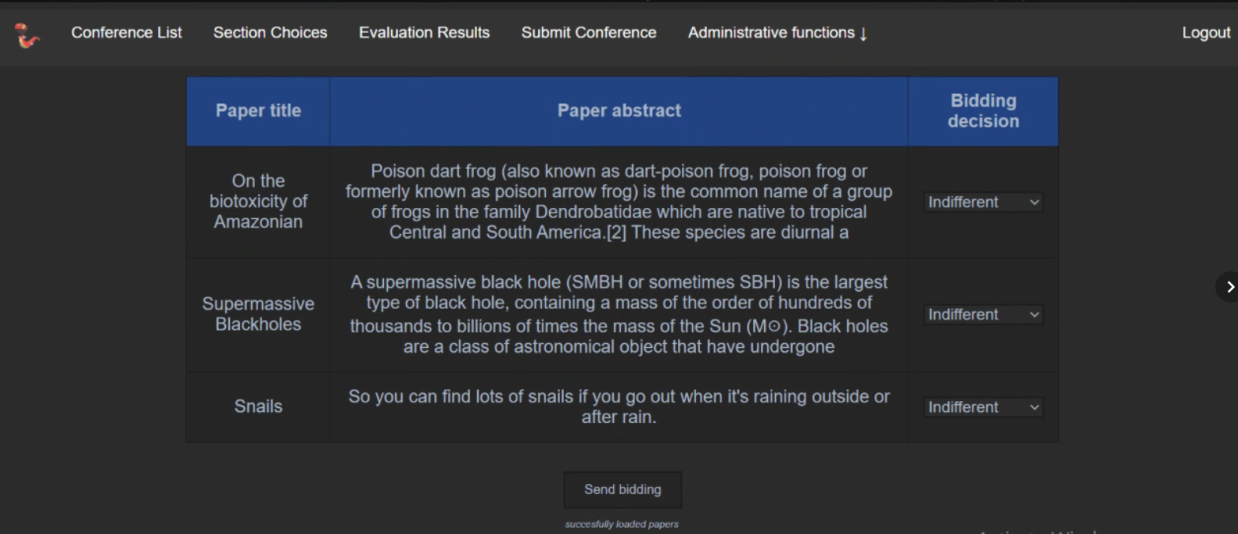 Conference List Section Choices Evaluation Results Submit Conference Administrative functions ↓ Logout
Paper title
Paper abstract
Bidding
decision
On the
biotoxicity of
Amazonian
Poison dart frog (also known as dart-poison frog, poison frog or
formerly known as poison arrow frog) is the common name of a group
of frogs in the family Dendrobatidae which are native to tropical
Central and South America.[2] These species are diurnal a
Indifferent
Supermassive
Blackholes
A supermassive black hole (SMBH or sometimes SBH) is the largest
type of black hole, containing a mass of the order of hundreds of
thousands to billions of times the mass of the Sun (M⊙). Black holes
are a class of astronomical object that have undergone
Indifferent
Snails
So you can find lots of snails if you go out when it's raining outside or
after rain.
Indifferent
Send bidding
succesfully loaded papers